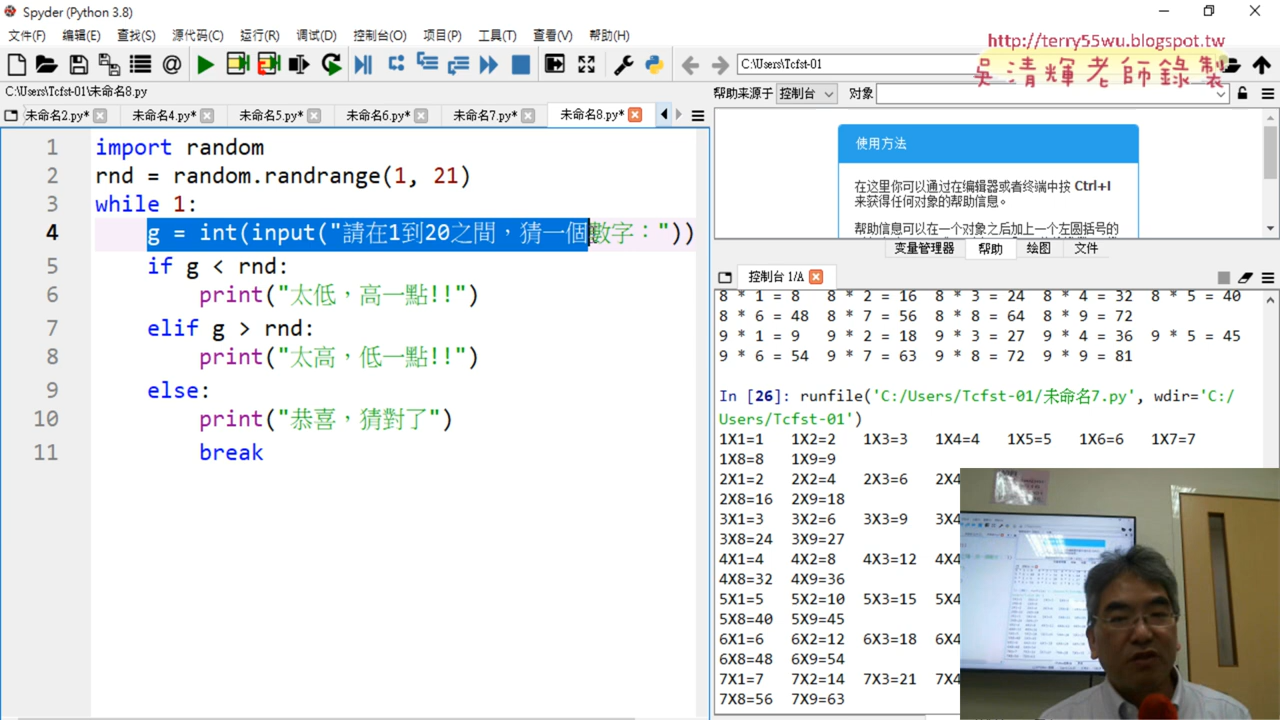 Spyder (Python 3.8)
文件(F) 编辑(E) 查找(S) 源代码(C) 运行(R) 调试(D) 控制台(O) 项目(P) 工具(T) 查看(V) 帮助(H)
http://terry55wu.blogspot.tw
吳清輝老師錄製
C:\Users\Tcfst-01
C:\Users\Tcfst-01\未命名8.py
帮助来源于 控制台 对象
未命名2.py* 未命名4.py* 未命名5.py* 未命名6.py* 未命名7.py* 未命名8.py*
1 import random
2 rnd = random.randrange(1, 21)
3 while 1:
4 g = int(input("請在1到20之間，猜一個數字："))
5 if g < rnd:
6 print("太低，高一點!!")
7 elif g > rnd:
8 print("太高，低一點!!")
9 else:
10 print("恭喜，猜對了")
11 break
使用方法
在这里你可以通过在编辑器或者终端中按 Ctrl+I
来获得任何对象的帮助信息。
帮助信息可以在一个对象之后加上一个左圆括号的
变量管理器 帮助 绘图 文件
控制台 1/A
8 * 1 = 8 8 * 2 = 16 8 * 3 = 24 8 * 4 = 32 8 * 5 = 40
8 * 6 = 48 8 * 7 = 56 8 * 8 = 64 8 * 9 = 72
9 * 1 = 9 9 * 2 = 18 9 * 3 = 27 9 * 4 = 36 9 * 5 = 45
9 * 6 = 54 9 * 7 = 63 9 * 8 = 72 9 * 9 = 81
In [26]: runfile('C:/Users/Tcfst-01/未命名7.py', wdir='C:/
Users/Tcfst-01')
1X1=1 1X2=2 1X3=3 1X4=4 1X5=5 1X6=6 1X7=7
1X8=8 1X9=9
2X1=2 2X2=4 2X3=6 2X4
2X8=16 2X9=18
3X1=3 3X2=6 3X3=9 3X4
3X8=24 3X9=27
4X1=4 4X2=8 4X3=12 4X4
4X8=32 4X9=36
5X1=5 5X2=10 5X3=15 5X4
5X8=40 5X9=45
6X1=6 6X2=12 6X3=18 6X4
6X8=48 6X9=54
7X1=7 7X2=14 7X3=21 7X4
7X8=56 7X9=63